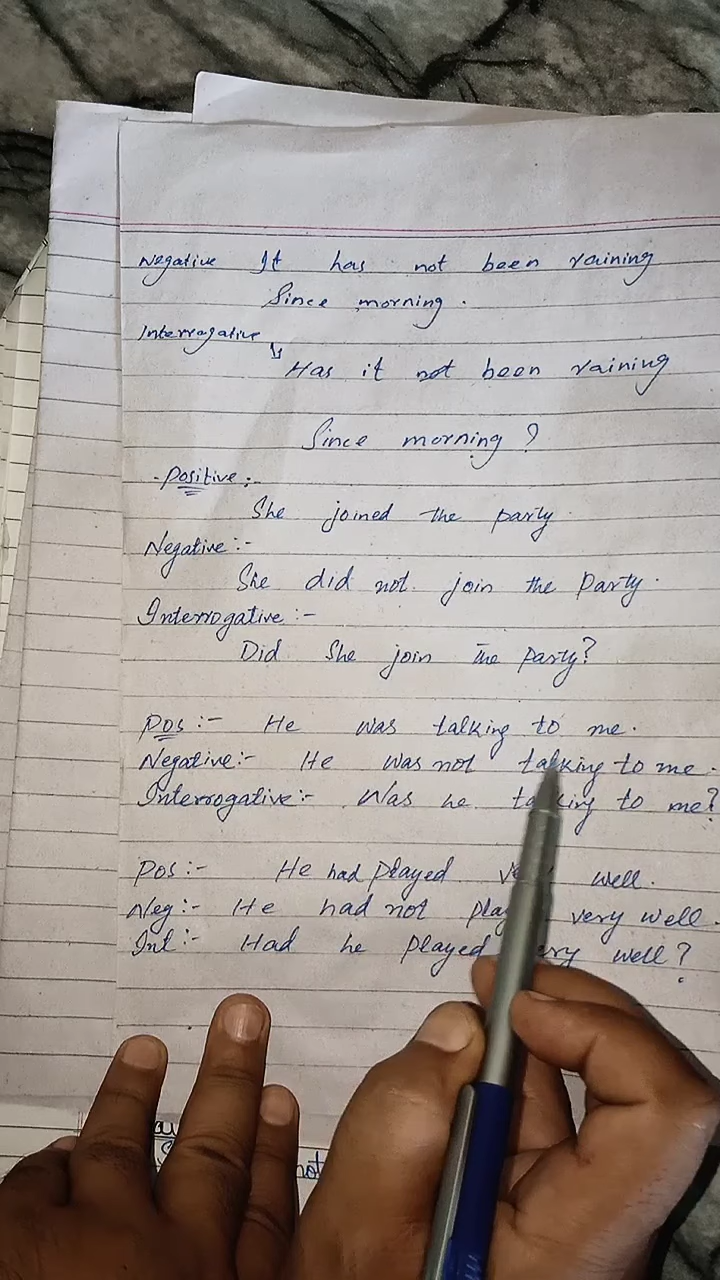 Negative It has not been raining
Since morning.
Interrogative
Has it not been raining
Since morning?
Positive:-
She joined the party
Negative:-
She did not join the party.
Interrogative:-
Did She join the party?
Pos:- He was talking to me.
Negative:- He was not talking to me.
Interrogative:- Was he talking to me?
Pos:- He had played well.
Neg:- He had not very well.
Int:- Had he played well?
not